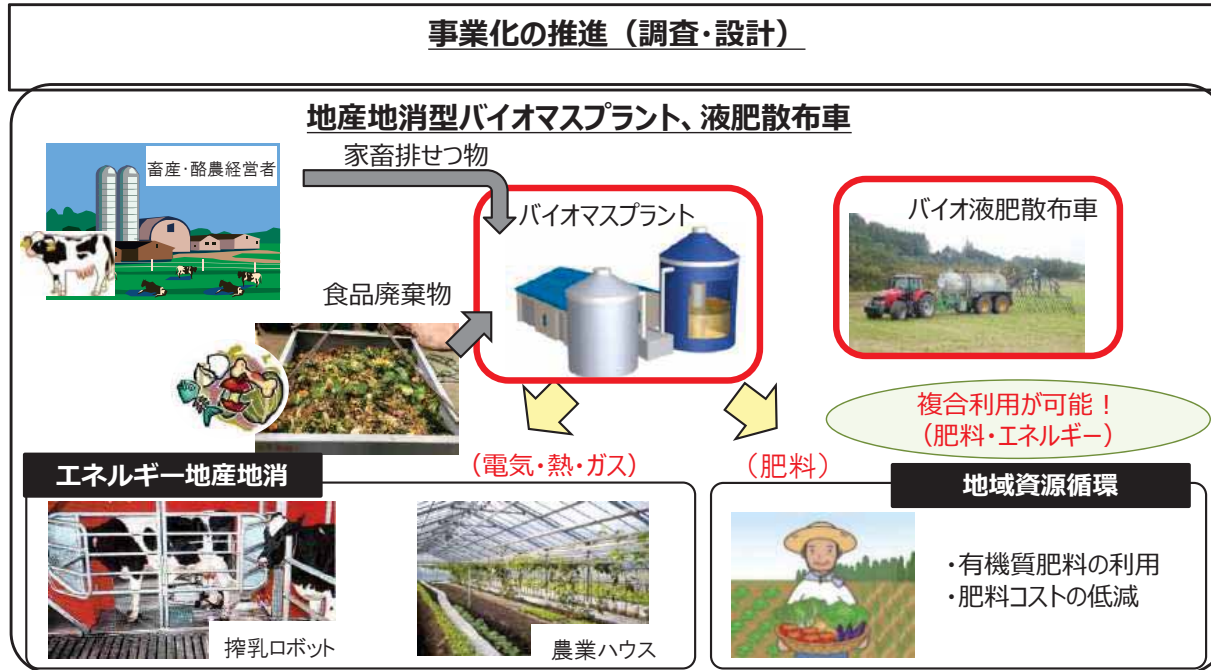 事業化の推進（調査・設計）
地産地消型バイオマスプラント、液肥散布車
畜産・酪農経営者
家畜排せつ物
バイオマスプラント
バイオ液肥散布車
食品廃棄物
複合利用が可能！
（肥料・エネルギー）
（電気・熱・ガス）
（肥料）
エネルギー地産地消
地域資源循環
搾乳ロボット
農業ハウス
・有機質肥料の利用
・肥料コストの低減